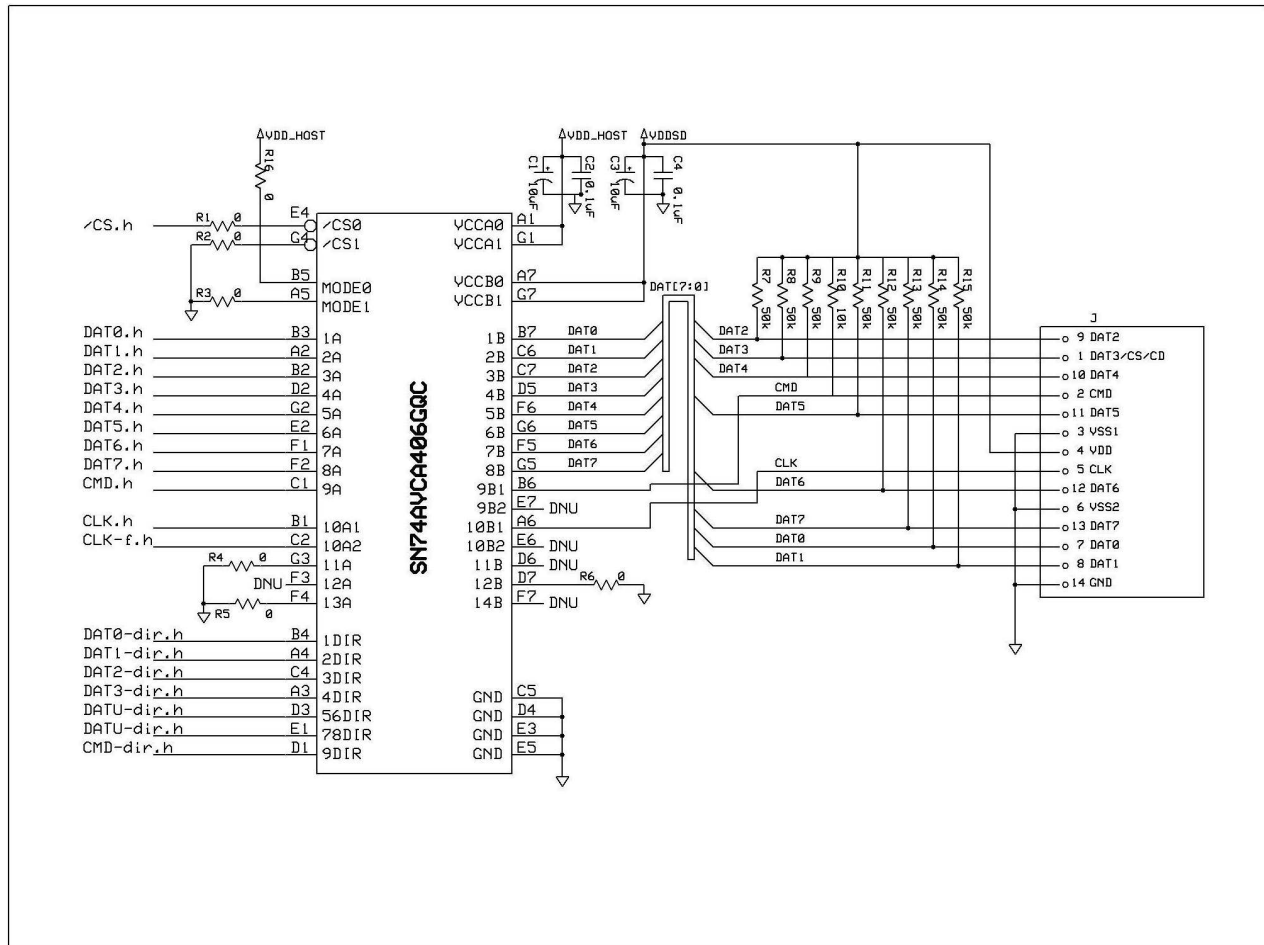 VDD_HOST
R16
0
VDD_HOST
VDDSD
C1
10uF
C2
0.1uF
C3
10uF
C4
0.1uF
/CS.h
R1
0
E4
/CS0
R2
0
G4
/CS1
B5
MODE0
R3
0
A5
MODE1
VCCA0
A1
VCCA1
G1
VCCB0
A7
VCCB1
G7
DAT[7:0]
DAT0.h
B3
1A
DAT1.h
A2
2A
DAT2.h
B2
3A
DAT3.h
D2
4A
DAT4.h
G2
5A
DAT5.h
E2
6A
DAT6.h
F1
7A
DAT7.h
F2
8A
CMD.h
C1
9A
CLK.h
B1
10A1
CLK-f.h
C2
10A2
R4
0
G3
11A
DNU
F3
12A
R5
0
F4
13A
DAT0-dir.h
B4
1DIR
DAT1-dir.h
A4
2DIR
DAT2-dir.h
C4
3DIR
DAT3-dir.h
A3
4DIR
DATU-dir.h
D3
56DIR
DATU-dir.h
E1
78DIR
CMD-dir.h
D1
9DIR
SN74AVCA406GQC
1B
B7
DAT0
2B
C6
DAT1
3B
C7
DAT2
4B
D5
DAT3
5B
F6
DAT4
6B
G6
DAT5
7B
F5
DAT6
8B
G5
DAT7
9B1
B6
9B2
E7
DNU
10B1
A6
10B2
E6
DNU
11B
D6
DNU
12B
D7
R6
0
14B
F7
DNU
GND
C5
GND
D4
GND
E3
GND
E5
R7
50k
R8
50k
R9
50k
R10
10k
R11
50k
R12
50k
R13
50k
R14
50k
R15
50k
DAT2
DAT3
DAT4
CMD
DAT5
CLK
DAT6
DAT7
DAT0
DAT1
J
9 DAT2
1 DAT3/CS/CD
10 DAT4
2 CMD
11 DAT5
3 VSS1
4 VDD
5 CLK
12 DAT6
6 VSS2
13 DAT7
7 DAT0
8 DAT1
14 GND